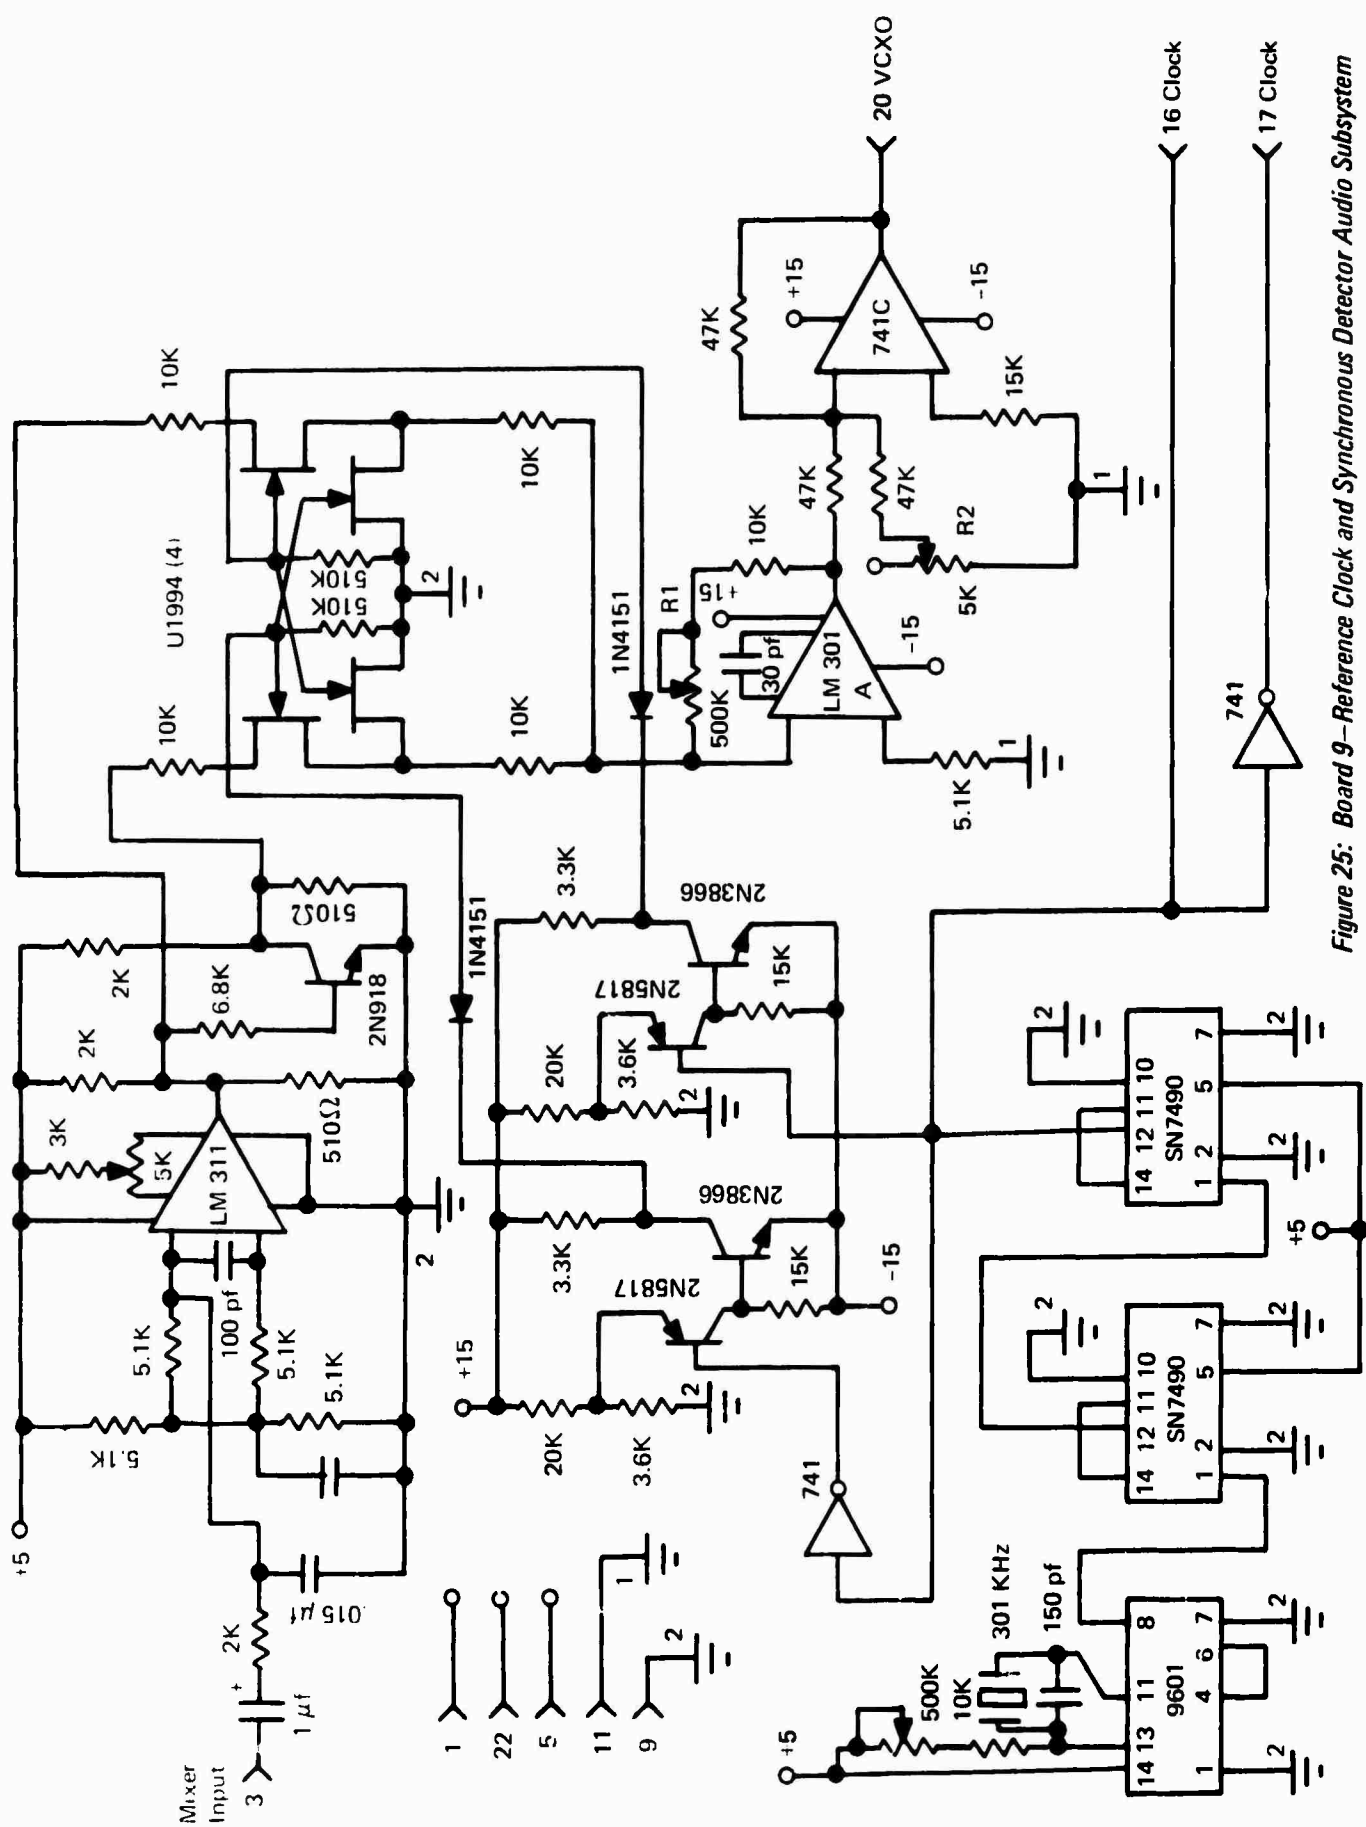 Mixer
Input
3
1 µf
+
2K
.015 µf
+5
5.1K
5.1K
100 pf
5.1K
5.1K
3K
5K
LM 311
2
2K
510Ω
6.8K
2K
2N918
510Ω
10K
U1994 (4)
10K
510K
510K
2
10K
10K
1N4151
1N4151
1
22
5
11
1
9
2
+15
20K
3.6K
2
2N5817
3.3K
2N3866
15K
-15
20K
3.6K
2
2N5817
3.3K
2N3866
15K
741
R1
500K
+15
30 pf
LM 301
A
-15
5.1K
1
10K
47K
47K
R2
5K
47K
+15
741C
-15
15K
1
20 VCXO
16 Clock
741
17 Clock
+5
500K
10K
301 KHz
150 pf
14 13 11 8
9601
1 4 6 7
2
2
14 12 11 10
SN7490
1 2 5 7
2
2
2
+5
14 12 11 10
SN7490
1 2 5 7
2
2
2
Figure 25: Board 9–Reference Clock and Synchronous Detector Audio Subsystem